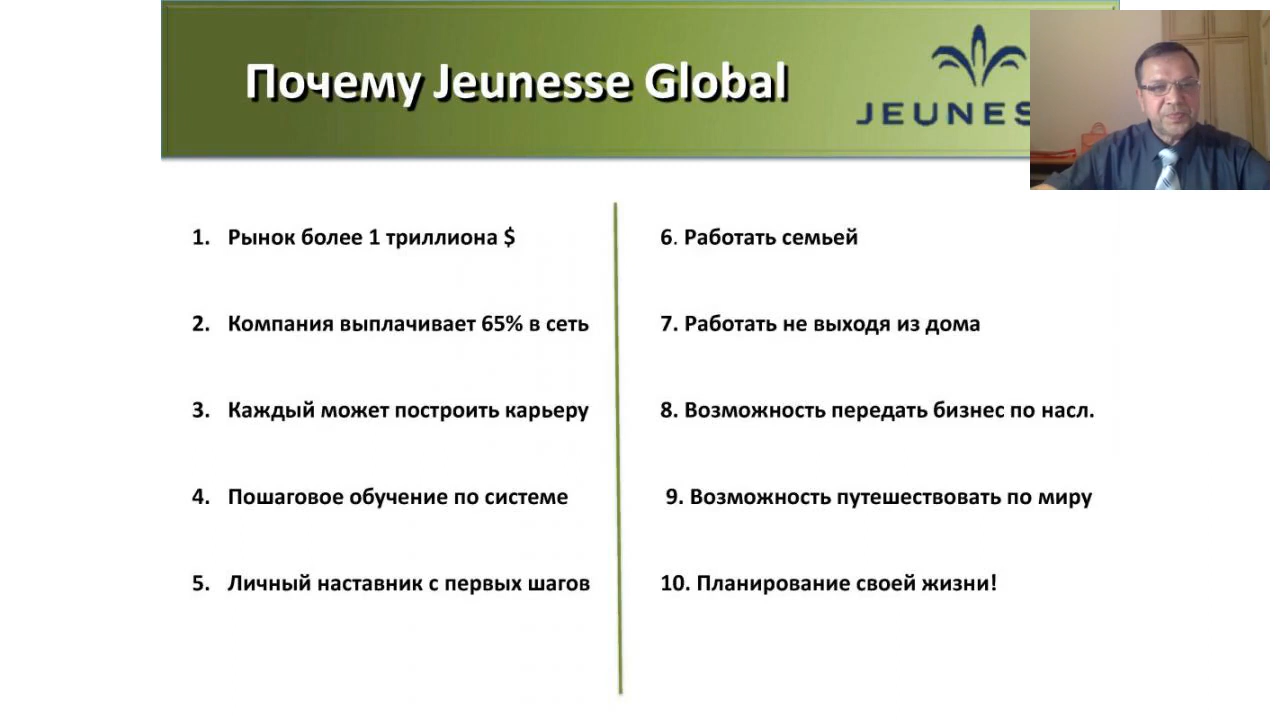 Почему Jeunesse Global
JEUNES
1. Рынок более 1 триллиона $
2. Компания выплачивает 65% в сеть
3. Каждый может построить карьеру
4. Пошаговое обучение по системе
5. Личный наставник с первых шагов
6. Работать семьей
7. Работать не выходя из дома
8. Возможность передать бизнес по насл.
9. Возможность путешествовать по миру
10. Планирование своей жизни!